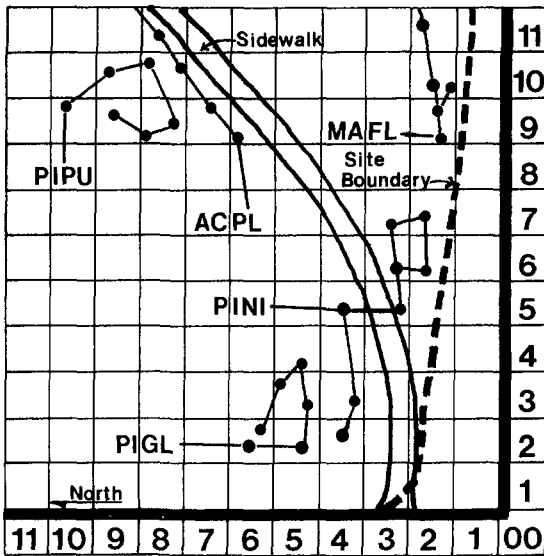 Sidewalk
11
10
MAFL
9
PIPU
Site
Boundary
8
ACPL
7
6
PINI
5
4
3
PIGL
2
North
1
11 10 9 8 7 6 5 4 3 2 1 00